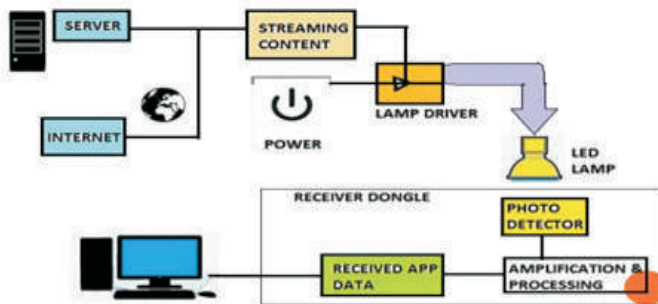 SERVER
STREAMING
CONTENT
INTERNET
POWER
LAMP DRIVER
LED
LAMP
RECEIVER DONGLE
PHOTO
DETECTOR
RECEIVED APP
DATA
AMPLIFICATION &
PROCESSING